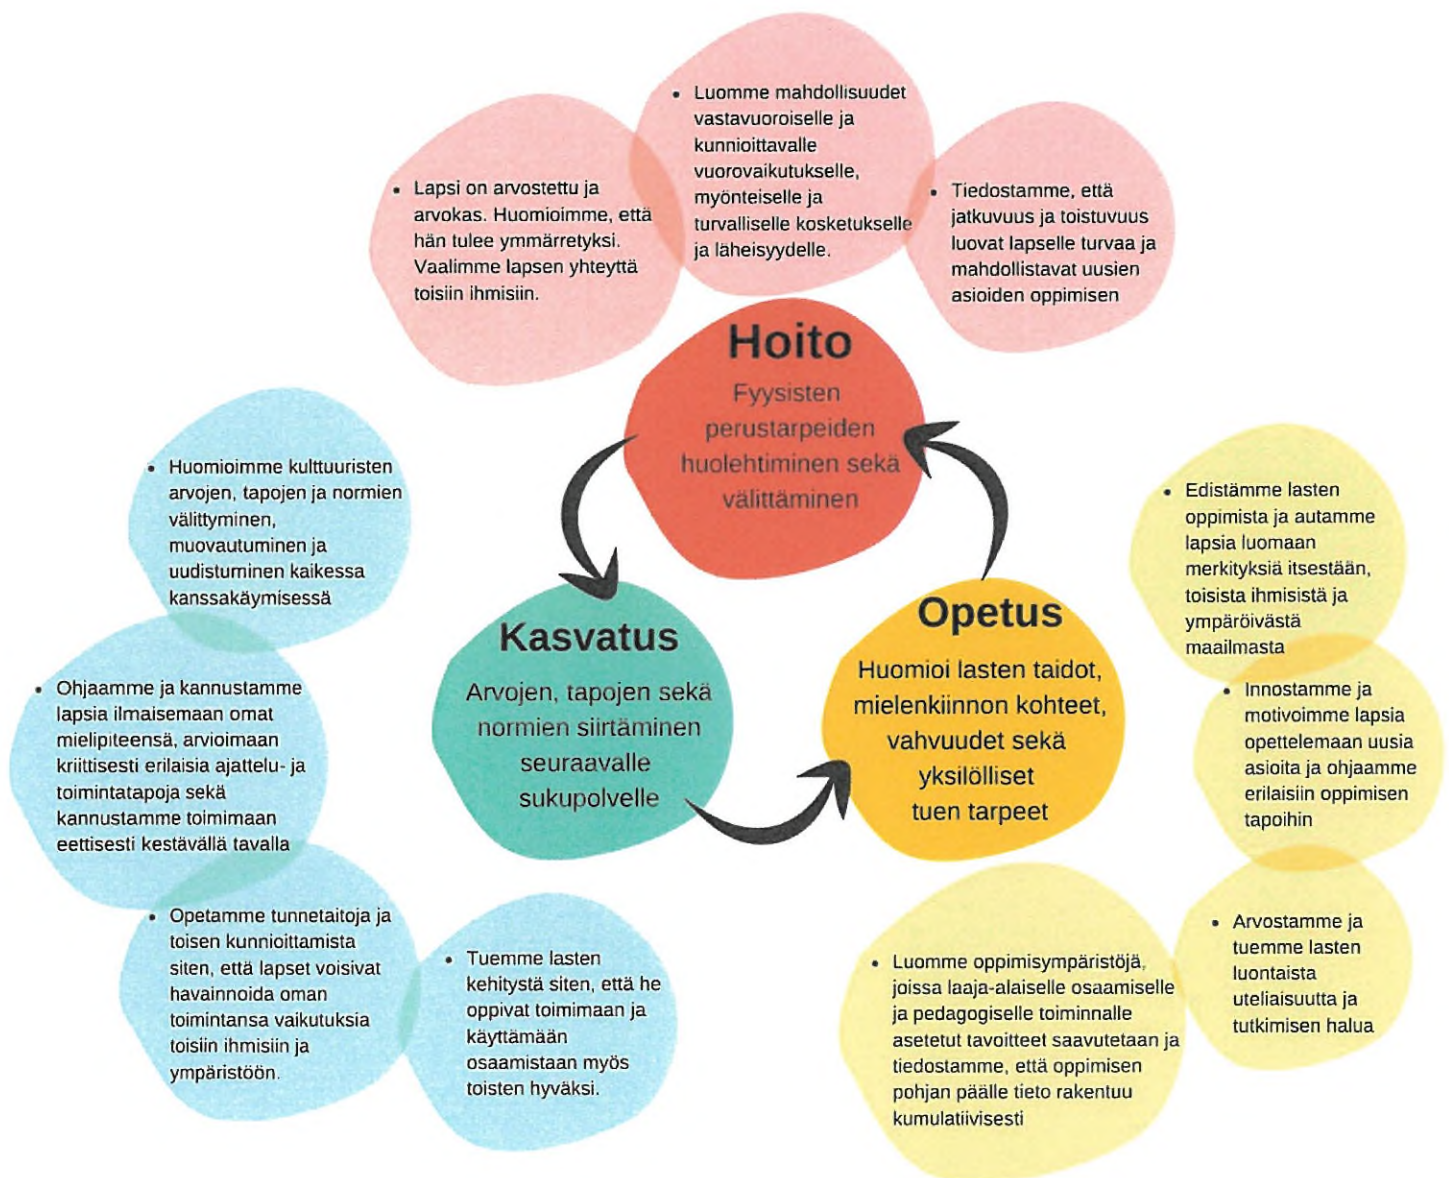 • Luomme mahdollisuudet
vastavuoroiselle ja
kunnioittavalle
vuorovaikutukselle,
myönteiselle ja
turvalliselle kosketukselle
ja läheisyydelle.
• Lapsi on arvostettu ja
arvokas. Huomioimme, että
hän tulee ymmärretyksi.
Vaalimme lapsen yhteyttä
toisiin ihmisiin.
• Tiedostamme, että
jatkuvuus ja toistuvuus
luovat lapselle turvaa ja
mahdollistavat uusien
asioiden oppimisen
Hoito
Fyysisten
perustarpeiden
huolehtiminen sekä
välittäminen
Kasvatus
Arvojen, tapojen sekä
normien siirtäminen
seuraavalle
sukupolvelle
Opetus
Huomioi lasten taidot,
mielenkiinnon kohteet,
vahvuudet sekä
yksilölliset
tuen tarpeet
• Huomioimme kulttuuristen
arvojen, tapojen ja normien
välittyminen,
muovautuminen ja
uudistuminen kaikessa
kanssakäymisessä
• Ohjaamme ja kannustamme
lapsia ilmaisemaan omat
mielipiteensä, arvioimaan
kriittisesti erilaisia ajattelu- ja
toimintatapoja sekä
kannustamme toimimaan
eettisesti kestävällä tavalla
• Opetamme tunnetaitoja ja
toisen kunnioittamista
siten, että lapset voisivat
havainnoida oman
toimintansa vaikutuksia
toisiin ihmisiin ja
ympäristöön.
• Tuemme lasten
kehitystä siten, että he
oppivat toimimaan ja
käyttämään
osaamistaan myös
toisten hyväksi.
• Edistämme lasten
oppimista ja autamme
lapsia luomaan
merkityksiä itsestään,
toisista ihmisistä ja
ympäröivästä
maailmasta
• Innostamme ja
motivoimme lapsia
opettelemaan uusia
asioita ja ohjaamme
erilaisiin oppimisen
tapoihin
• Arvostamme ja
tuemme lasten
luontaista
uteliaisuutta ja
tutkimisen halua
• Luomme oppimisympäristöjä,
joissa laaja-alaiselle osaamiselle
ja pedagogiselle toiminnalle
asetetut tavoitteet saavutetaan ja
tiedostamme, että oppimisen
pohjan päälle tieto rakentuu
kumulatiivisesti